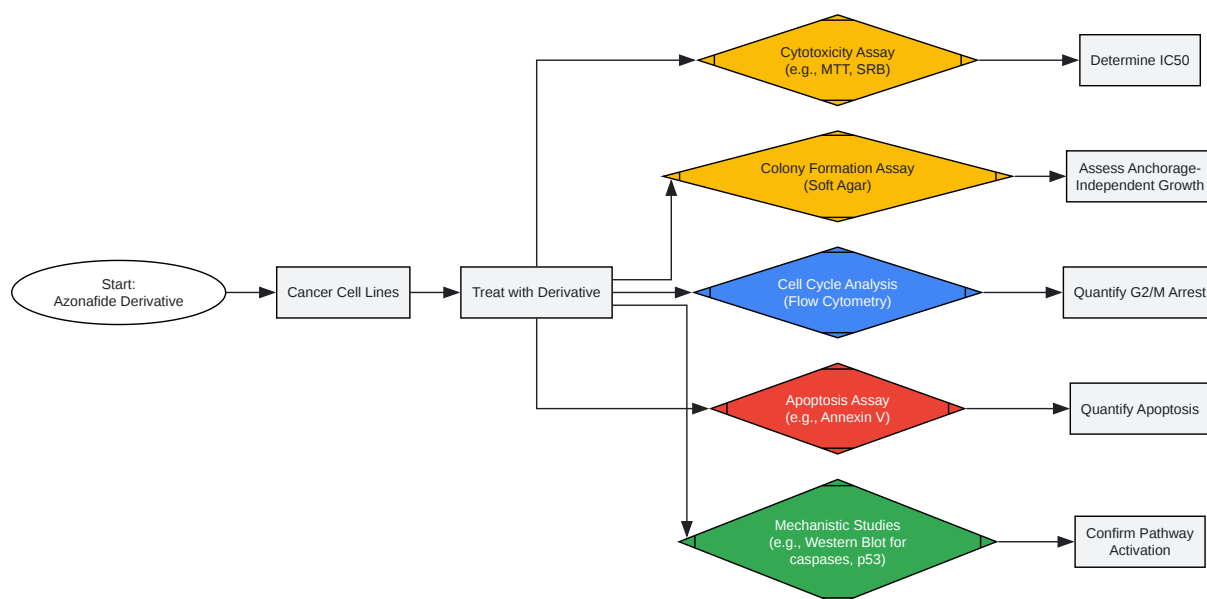 Start:
Azonafide Derivative
Cancer Cell Lines
Treat with Derivative
Cytotoxicity Assay
(e.g., MTT, SRB)
Determine IC50
Colony Formation Assay
(Soft Agar)
Assess Anchorage-
Independent Growth
Cell Cycle Analysis
(Flow Cytometry)
Quantify G2/M Arrest
Apoptosis Assay
(e.g., Annexin V)
Quantify Apoptosis
Mechanistic Studies
(e.g., Western Blot for
caspases, p53)
Confirm Pathway
Activation